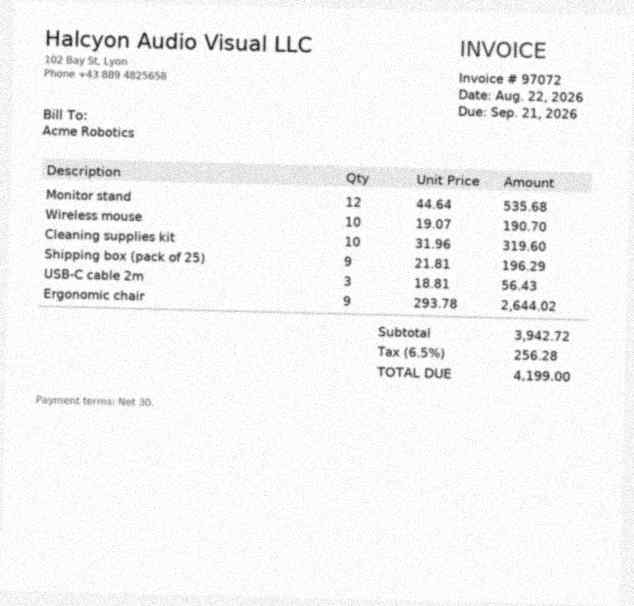 Halcyon Audio Visual LLC
102 Bay St, Lyon
Phone +43 889 4825658
INVOICE
Invoice # 97072
Date: Aug. 22, 2026
Due: Sep. 21, 2026
Bill To:
Acme Robotics
Description Qty Unit Price Amount
Monitor stand 12 44.64 535.68
Wireless mouse 10 19.07 190.70
Cleaning supplies kit 10 31.96 319.60
Shipping box (pack of 25) 9 21.81 196.29
USB-C cable 2m 3 18.81 56.43
Ergonomic chair 9 293.78 2,644.02
Subtotal 3,942.72
Tax (6.5%) 256.28
TOTAL DUE 4,199.00
Payment terms: Net 30.